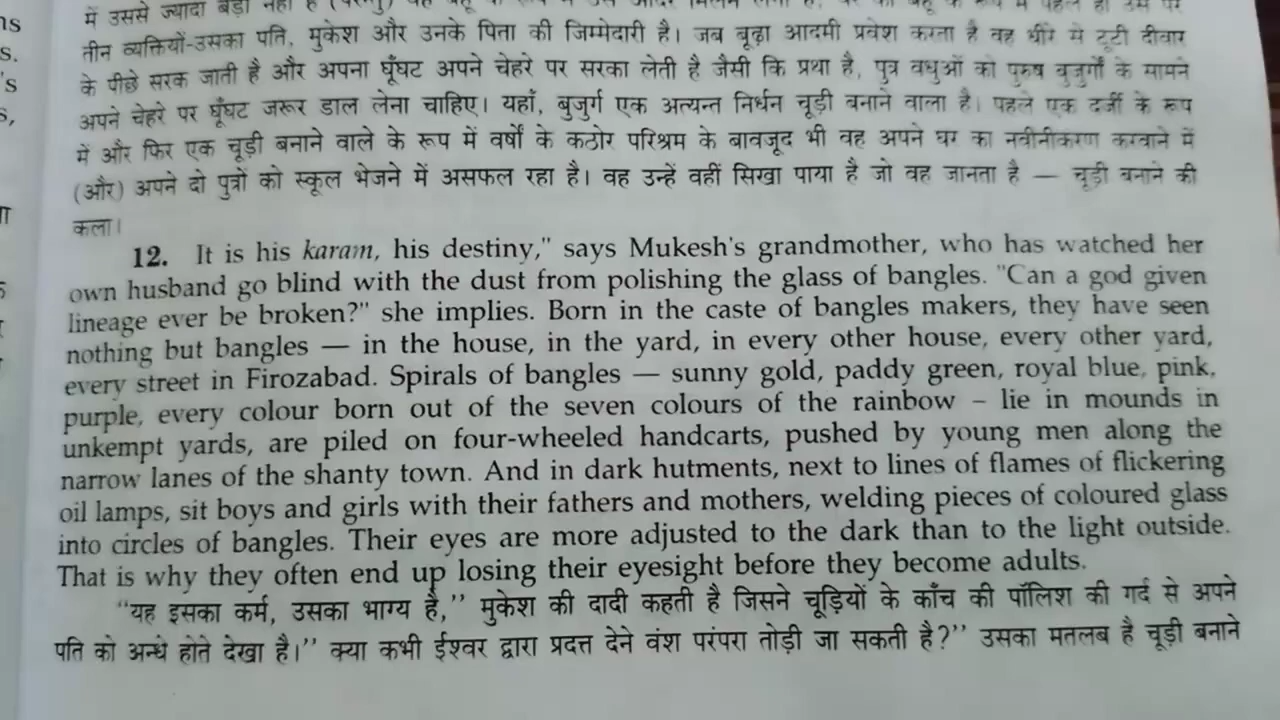 में उससे ज्यादा बड़ी नहीं है (परन्तु) यह बहू के रूप में उसे आदर
तीन व्यक्तियों-उसका पति, मुकेश और उनके पिता की जिम्मेदारी है। जब बूढ़ा आदमी प्रवेश करता है वह धीरे से टूटी दीवार
के पीछे सरक जाती है और अपना घूँघट अपने चेहरे पर सरका लेती है जैसी कि प्रथा है, पुत्र वधुओं को पुरुष बुजुर्गों के सामने
अपने चेहरे पर घूँघट जरूर डाल लेना चाहिए। यहाँ, बुजुर्ग एक अत्यन्त निर्धन चूड़ी बनाने वाला है। पहले एक दर्जी के रूप
में और फिर एक चूड़ी बनाने वाले के रूप में वर्षों के कठोर परिश्रम के बावजूद भी वह अपने घर का नवीनीकरण करवाने में
(और) अपने दो पुत्रों को स्कूल भेजने में असफल रहा है। वह उन्हें वहीं सिखा पाया है जो वह जानता है — चूड़ी बनाने की
कला।
12. It is his karam, his destiny," says Mukesh's grandmother, who has watched her
own husband go blind with the dust from polishing the glass of bangles. "Can a god given
lineage ever be broken?" she implies. Born in the caste of bangles makers, they have seen
nothing but bangles — in the house, in the yard, in every other house, every other yard,
every street in Firozabad. Spirals of bangles — sunny gold, paddy green, royal blue, pink,
purple, every colour born out of the seven colours of the rainbow – lie in mounds in
unkempt yards, are piled on four-wheeled handcarts, pushed by young men along the
narrow lanes of the shanty town. And in dark hutments, next to lines of flames of flickering
oil lamps, sit boys and girls with their fathers and mothers, welding pieces of coloured glass
into circles of bangles. Their eyes are more adjusted to the dark than to the light outside.
That is why they often end up losing their eyesight before they become adults.
"यह इसका कर्म, उसका भाग्य है," मुकेश की दादी कहती है जिसने चूड़ियों के काँच की पॉलिश की गर्द से अपने
पति को अन्धे होते देखा है।" क्या कभी ईश्वर द्वारा प्रदत्त देने वंश परंपरा तोड़ी जा सकती है?" उसका मतलब है चूड़ी बनाने